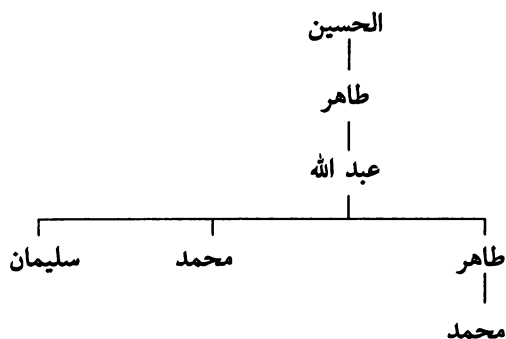 الحسين
طاهر
عبد الله
طاهر محمد سليمان
محمد